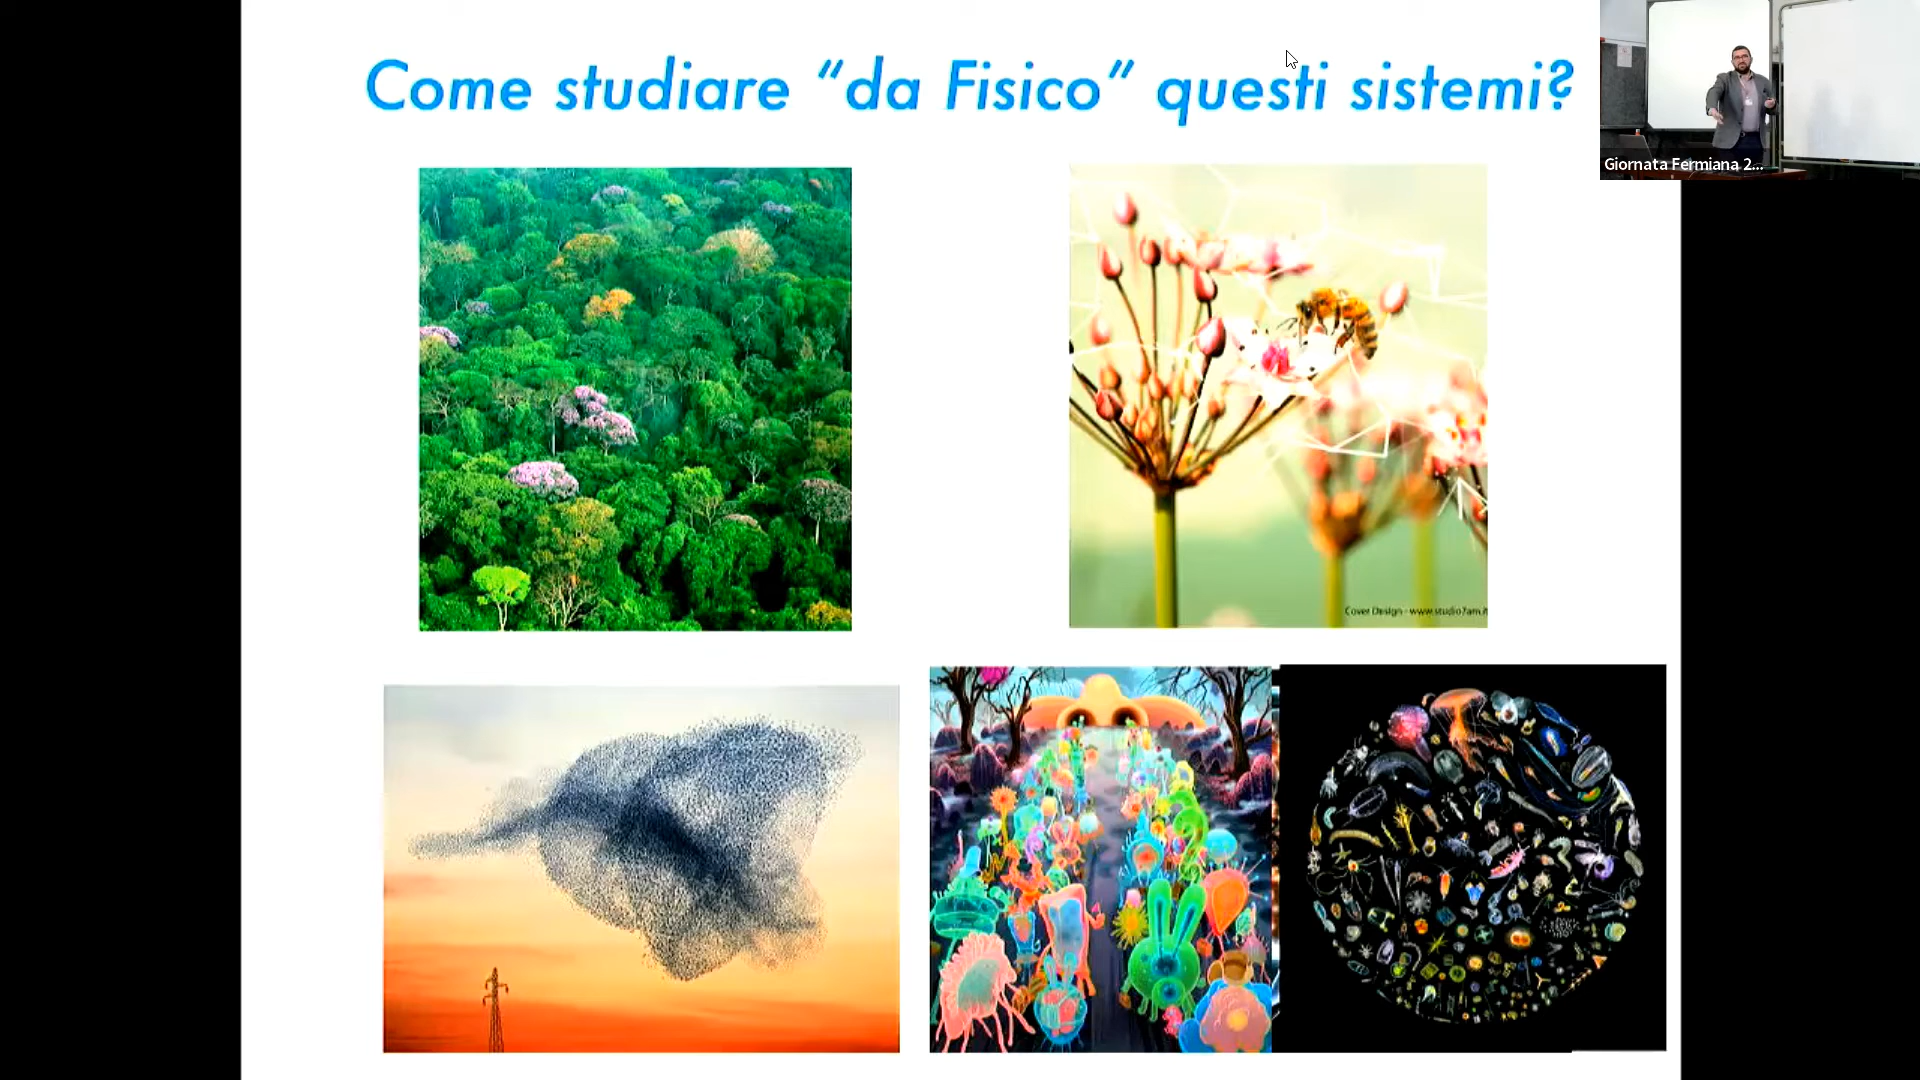 Come studiare “da Fisico” questi sistemi?
Giornata Fermiana 2...
Cover Design - www.studio7am.it